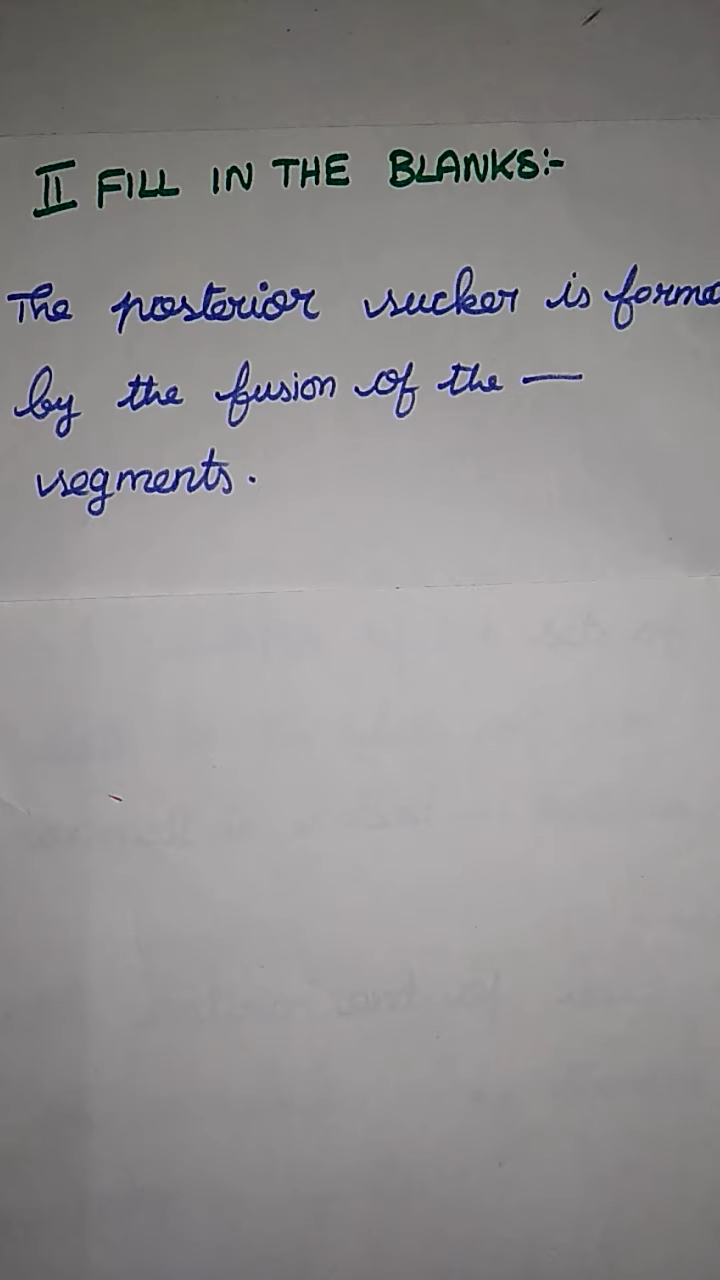 II FILL IN THE BLANKS:-
The posterior sucker is forme
by the fusion of the —
segments.